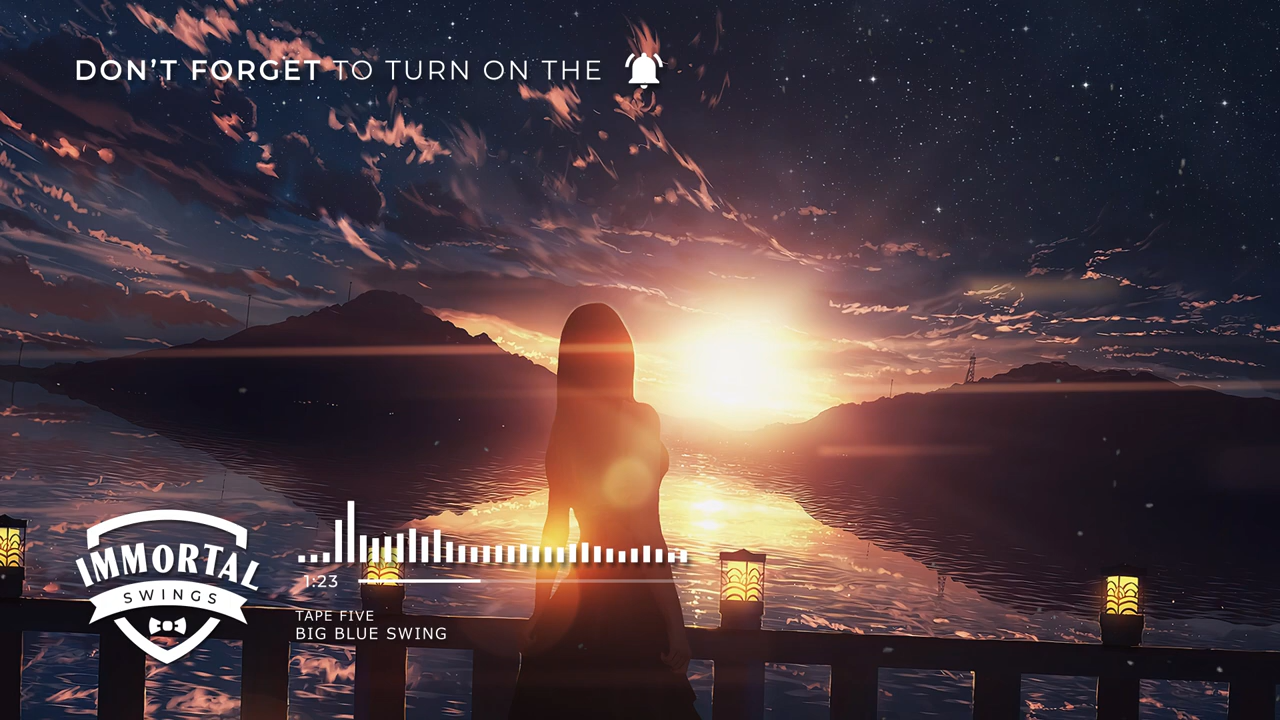 DON'T FORGET TO TURN ON THE
IMMORTAL
SWINGS
1:23
TAPE FIVE
BIG BLUE SWING